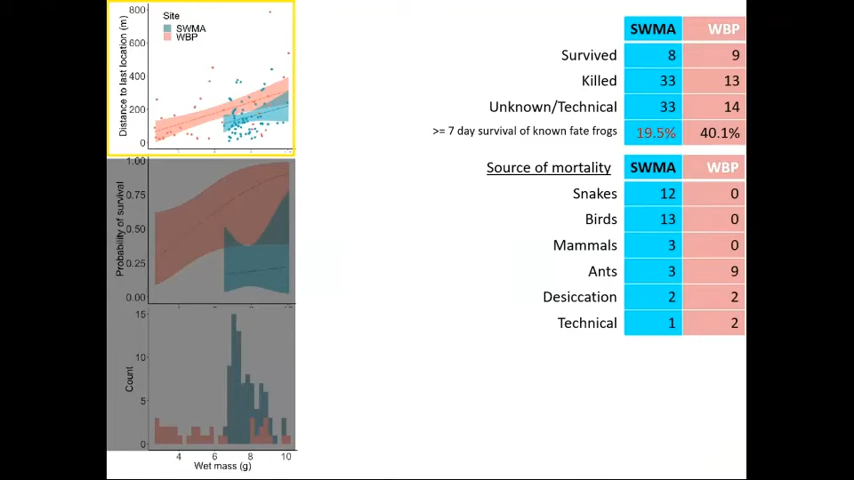 800
600
400
200
0
Distance to last location (m)
Site
SWMA
WBP
1.00
0.75
0.50
0.25
0.00
Probability of survival
15
10
5
0
Count
4 6 8 10
Wet mass (g)
SWMA WBP
Survived 8 9
Killed 33 13
Unknown/Technical 33 14
>= 7 day survival of known fate frogs 19.5% 40.1%
Source of mortality SWMA WBP
Snakes 12 0
Birds 13 0
Mammals 3 0
Ants 3 9
Desiccation 2 2
Technical 1 2